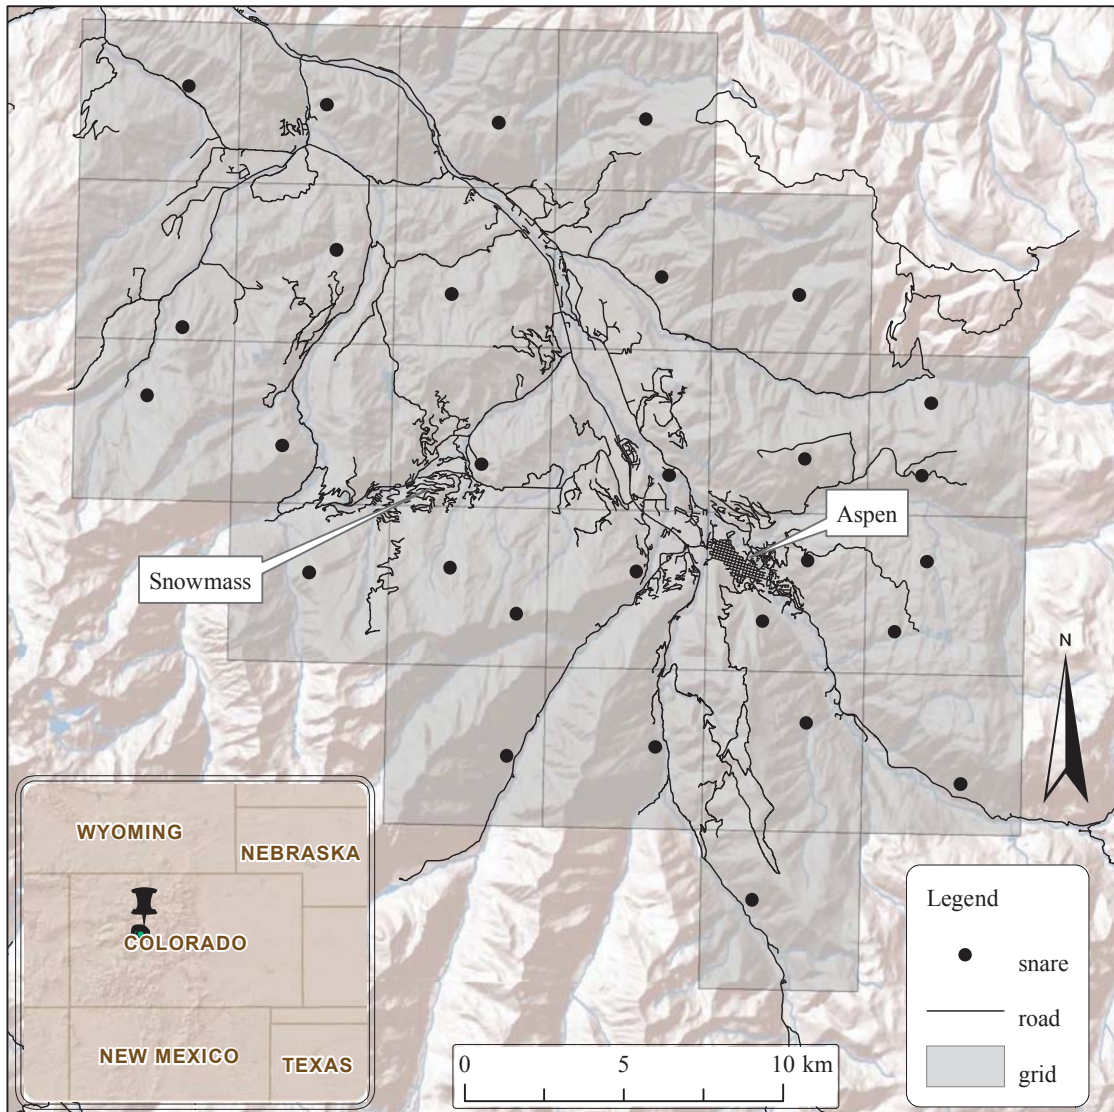 Aspen
Snowmass
N
WYOMING
NEBRASKA
COLORADO
NEW MEXICO
TEXAS
0 5 10 km
Legend
snare
road
grid